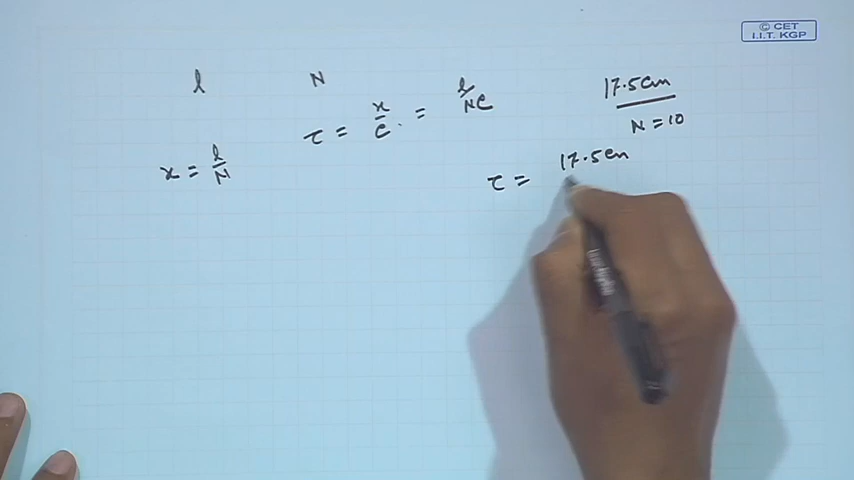 © CET
I.I.T. KGP
l N
τ = x/C = l/NC
x = l/N
17.5cm
N = 10
τ = 17.5cm